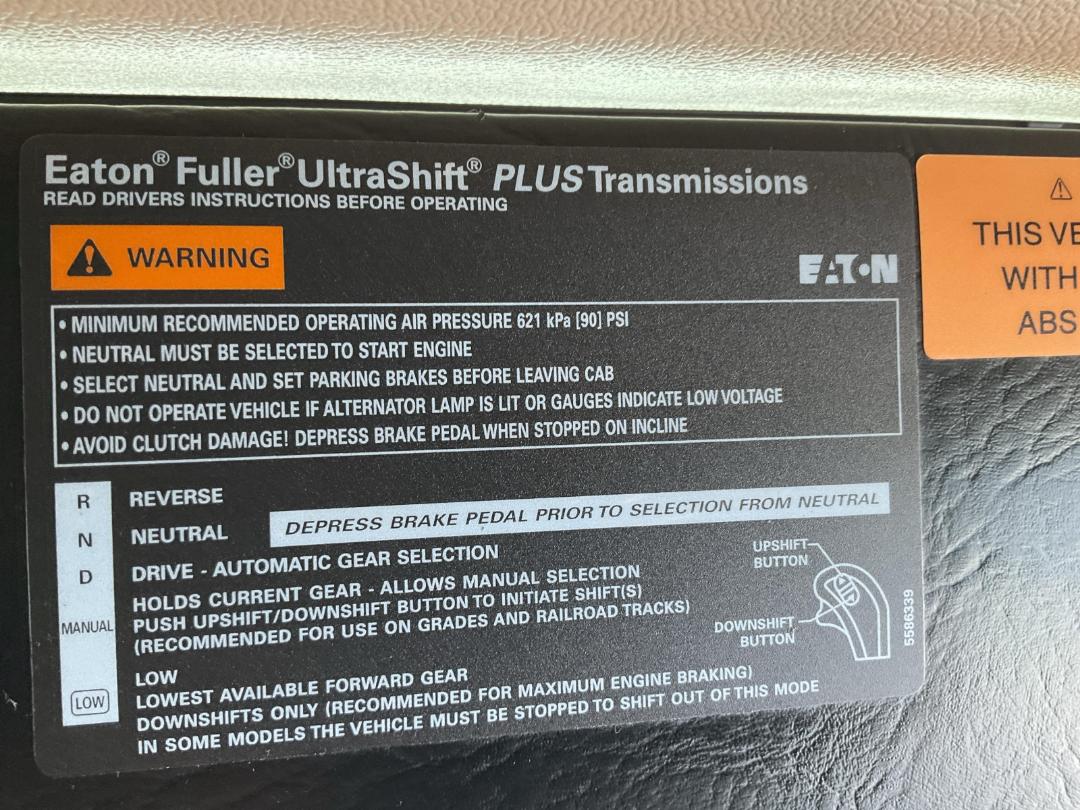 Eaton® Fuller® UltraShift® PLUS Transmissions
READ DRIVERS INSTRUCTIONS BEFORE OPERATING
WARNING
EATON
• MINIMUM RECOMMENDED OPERATING AIR PRESSURE 621 kPa [90] PSI
• NEUTRAL MUST BE SELECTED TO START ENGINE
• SELECT NEUTRAL AND SET PARKING BRAKES BEFORE LEAVING CAB
• DO NOT OPERATE VEHICLE IF ALTERNATOR LAMP IS LIT OR GAUGES INDICATE LOW VOLTAGE
• AVOID CLUTCH DAMAGE! DEPRESS BRAKE PEDAL WHEN STOPPED ON INCLINE
R REVERSE
N NEUTRAL DEPRESS BRAKE PEDAL PRIOR TO SELECTION FROM NEUTRAL
D DRIVE - AUTOMATIC GEAR SELECTION
MANUAL HOLDS CURRENT GEAR - ALLOWS MANUAL SELECTION
PUSH UPSHIFT/DOWNSHIFT BUTTON TO INITIATE SHIFT(S)
(RECOMMENDED FOR USE ON GRADES AND RAILROAD TRACKS)
LOW LOW
LOWEST AVAILABLE FORWARD GEAR
DOWNSHIFTS ONLY (RECOMMENDED FOR MAXIMUM ENGINE BRAKING)
IN SOME MODELS THE VEHICLE MUST BE STOPPED TO SHIFT OUT OF THIS MODE
UPSHIFT
BUTTON
DOWNSHIFT
BUTTON
5586339
THIS VE
WITH
ABS